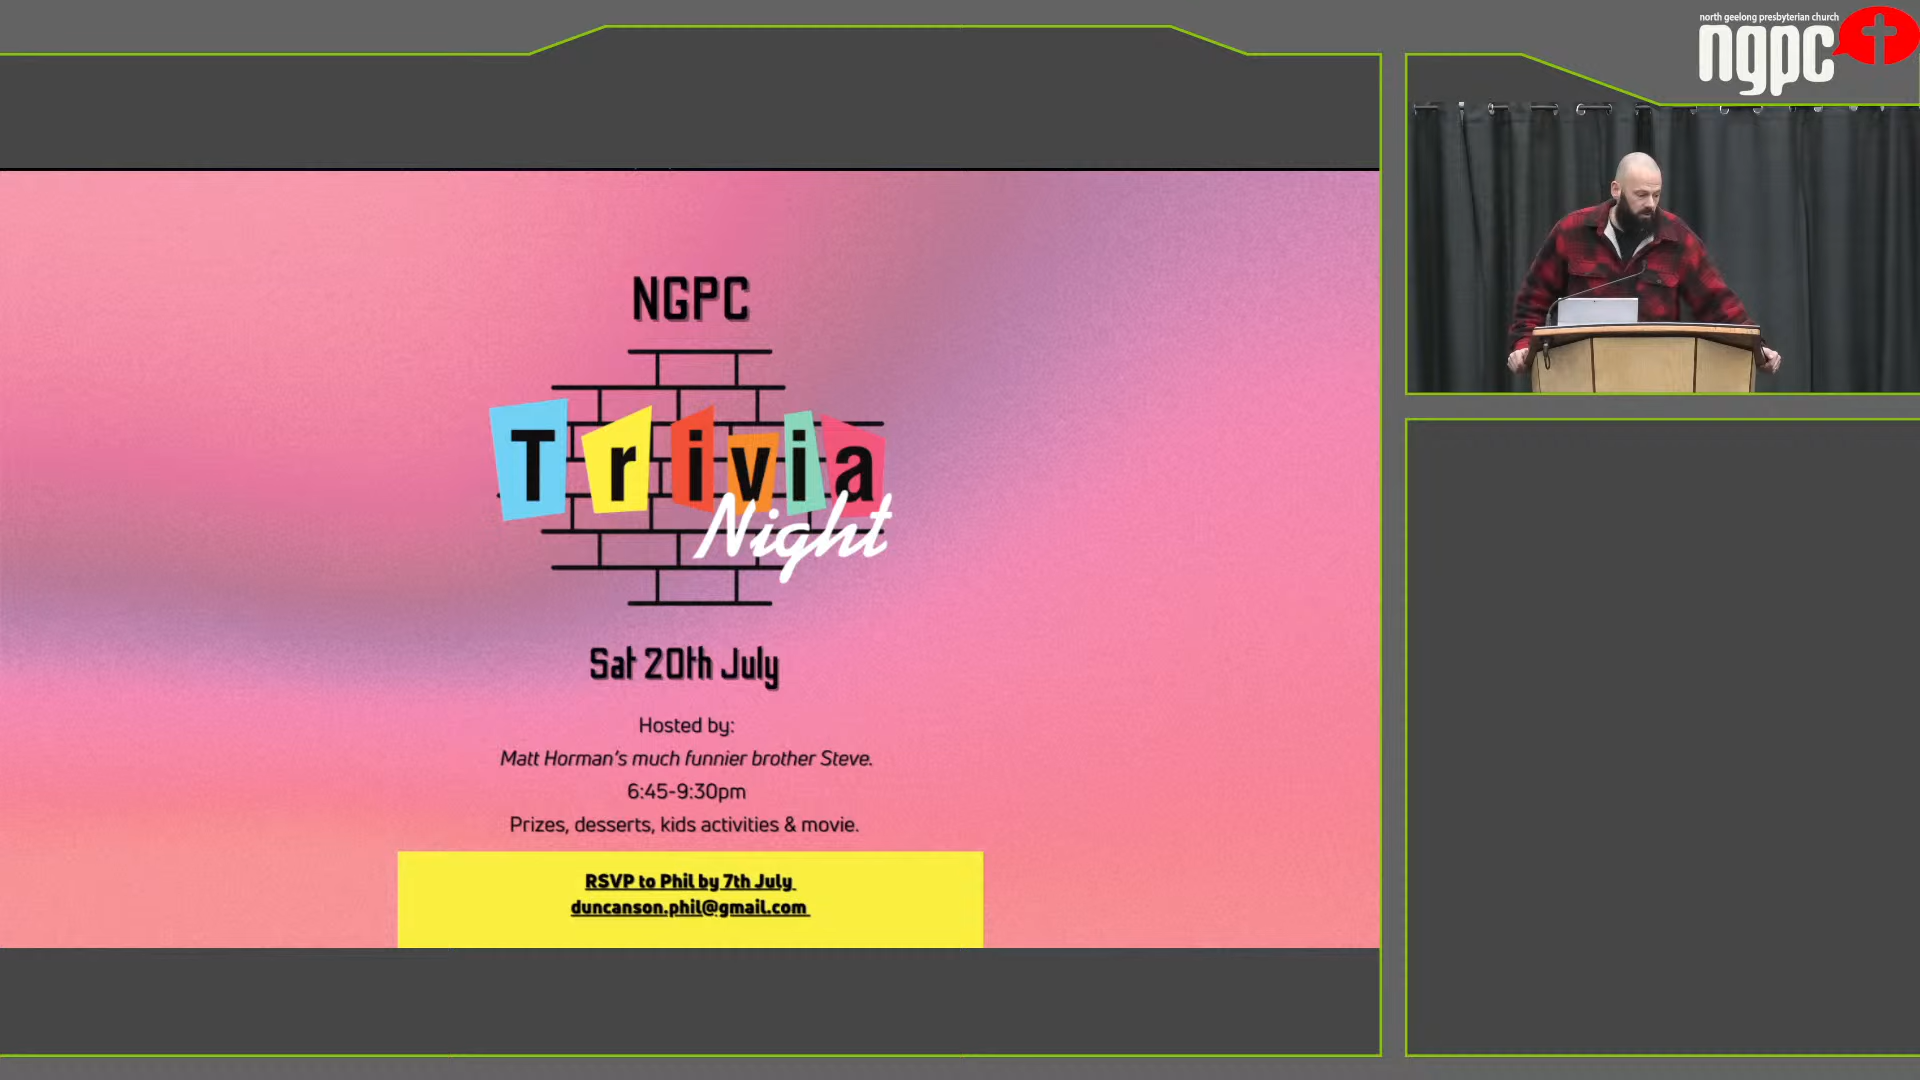 north geelong presbyterian church
ngpc
NGPC
Trivia
Night
Sat 20th July
Hosted by:
Matt Horman's much funnier brother Steve.
6:45-9:30pm
Prizes, desserts, kids activities & movie.
RSVP to Phil by 7th July
duncanson.phil@gmail.com